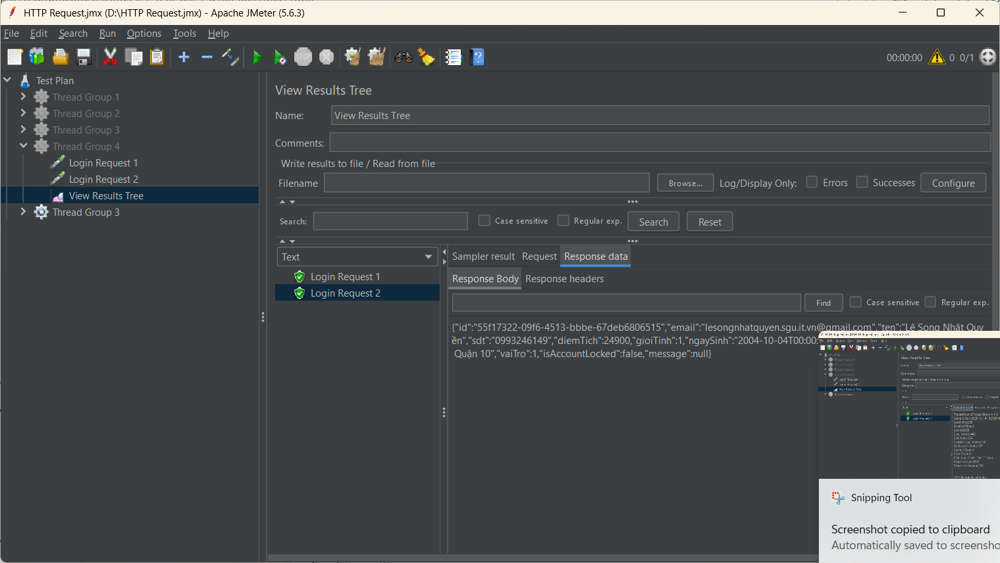 HTTP Request.jmx (D:\HTTP Request.jmx) - Apache JMeter (5.6.3)
File Edit Search Run Options Tools Help
00:00:00 0 0/1
Test Plan
Thread Group 1
Thread Group 2
Thread Group 3
Thread Group 4
Login Request 1
Login Request 2
View Results Tree
Thread Group 3
View Results Tree
Name: View Results Tree
Comments:
Write results to file / Read from file
Filename Browse... Log/Display Only: Errors Successes Configure
Search: Case sensitive Regular exp. Search Reset
Text
Login Request 1
Login Request 2
Sampler result Request Response data
Response Body Response headers
Find Case sensitive Regular exp.
{"id":"55f17322-09f6-4513-bbbe-67deb6806515","email":"lesongnhatquyen.sgu.it.vn@gmail.com","ten":"Lê Song Nhật Quy
ền","sdt":"0993246149","diemTich":24900,"gioiTinh":1,"ngaySinh":"2004-10-04T00:00:
Quận 10","vaiTro":1,"isAccountLocked":false,"message":null}
Snipping Tool
Screenshot copied to clipboard
Automatically saved to screensho